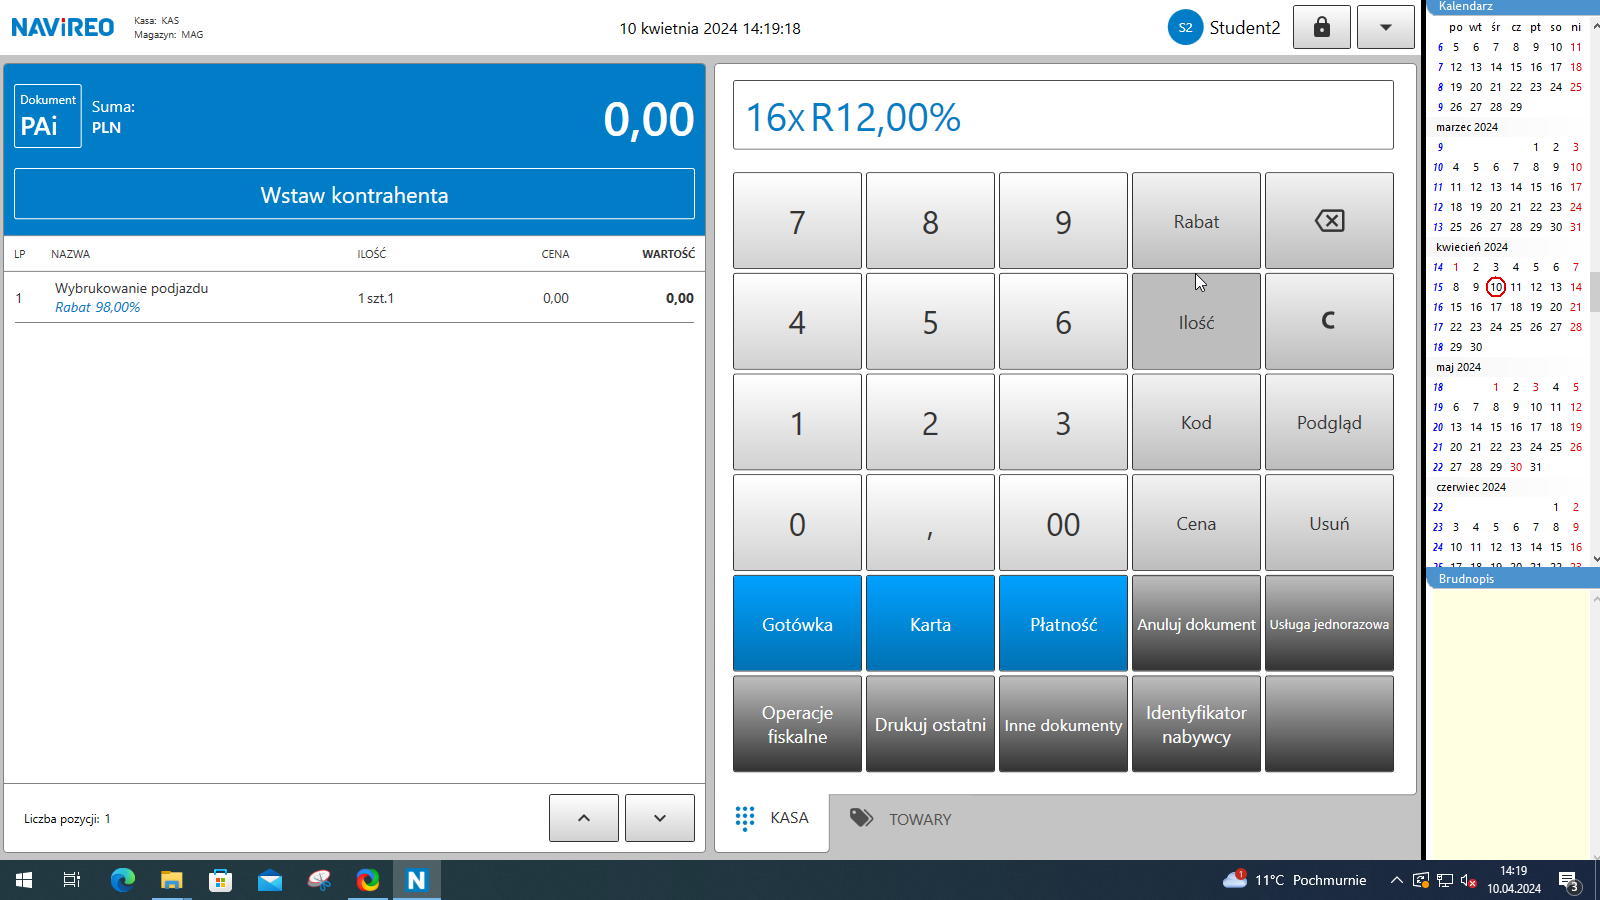 NAVIREO
Kasa: KAS
Magazyn: MAG
10 kwietnia 2024 14:19:18
S2 Student2
Dokument
PAi
Suma:
PLN
0,00
Wstaw kontrahenta
LP NAZWA ILOŚĆ CENA WARTOŚĆ
1 Wybrukowanie podjazdu 1 szt.1 0,00 0,00
Rabat 98,00%
Liczba pozycji: 1
16x R12,00%
7 8 9 Rabat
4 5 6 Ilość C
1 2 3 Kod Podgląd
0 , 00 Cena Usuń
Gotówka Karta Płatność Anuluj dokument Usługa jednorazowa
Operacje fiskalne Drukuj ostatni Inne dokumenty Identyfikator nabywcy
KASA TOWARY
Kalendarz
po wt śr cz pt so ni
6 5 6 7 8 9 10 11
7 12 13 14 15 16 17 18
8 19 20 21 22 23 24 25
9 26 27 28 29
marzec 2024
9 1 2 3
10 4 5 6 7 8 9 10
11 11 12 13 14 15 16 17
12 18 19 20 21 22 23 24
13 25 26 27 28 29 30 31
kwiecień 2024
14 1 2 3 4 5 6 7
15 8 9 10 11 12 13 14
16 15 16 17 18 19 20 21
17 22 23 24 25 26 27 28
18 29 30
maj 2024
18 1 2 3 4 5
19 6 7 8 9 10 11 12
20 13 14 15 16 17 18 19
21 20 21 22 23 24 25 26
22 27 28 29 30 31
czerwiec 2024
22 1 2
23 3 4 5 6 7 8 9
24 10 11 12 13 14 15 16
25 17 18 19 20 21 22 23
Brudnopis
N
1
11°C Pochmurnie
14:19
10.04.2024
3